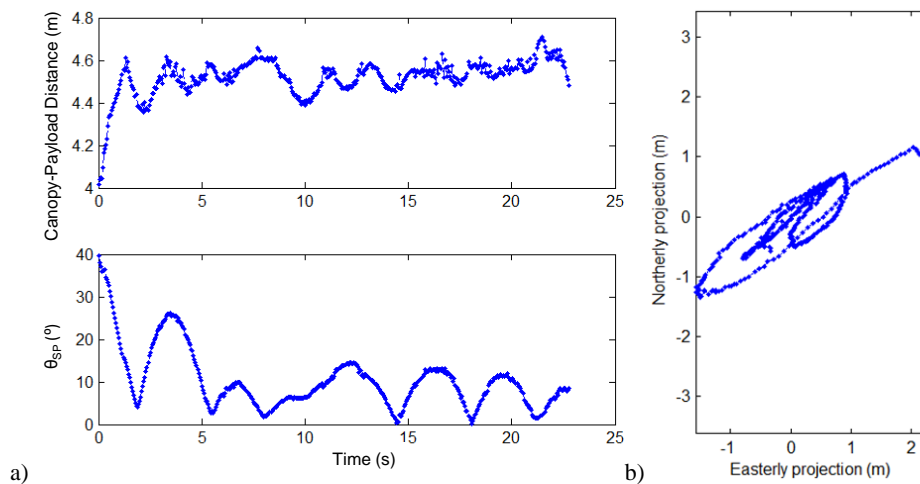 Canopy-Payload Distance (m)
4.8
4.6
4.4
4.2
4
0 5 10 15 20 25
θSP (º)
40
30
20
10
0
0 5 10 15 20 25
Time (s)
a)
Northerly projection (m)
3
2
1
0
-1
-2
-3
-1 0 1 2
Easterly projection (m)
b)